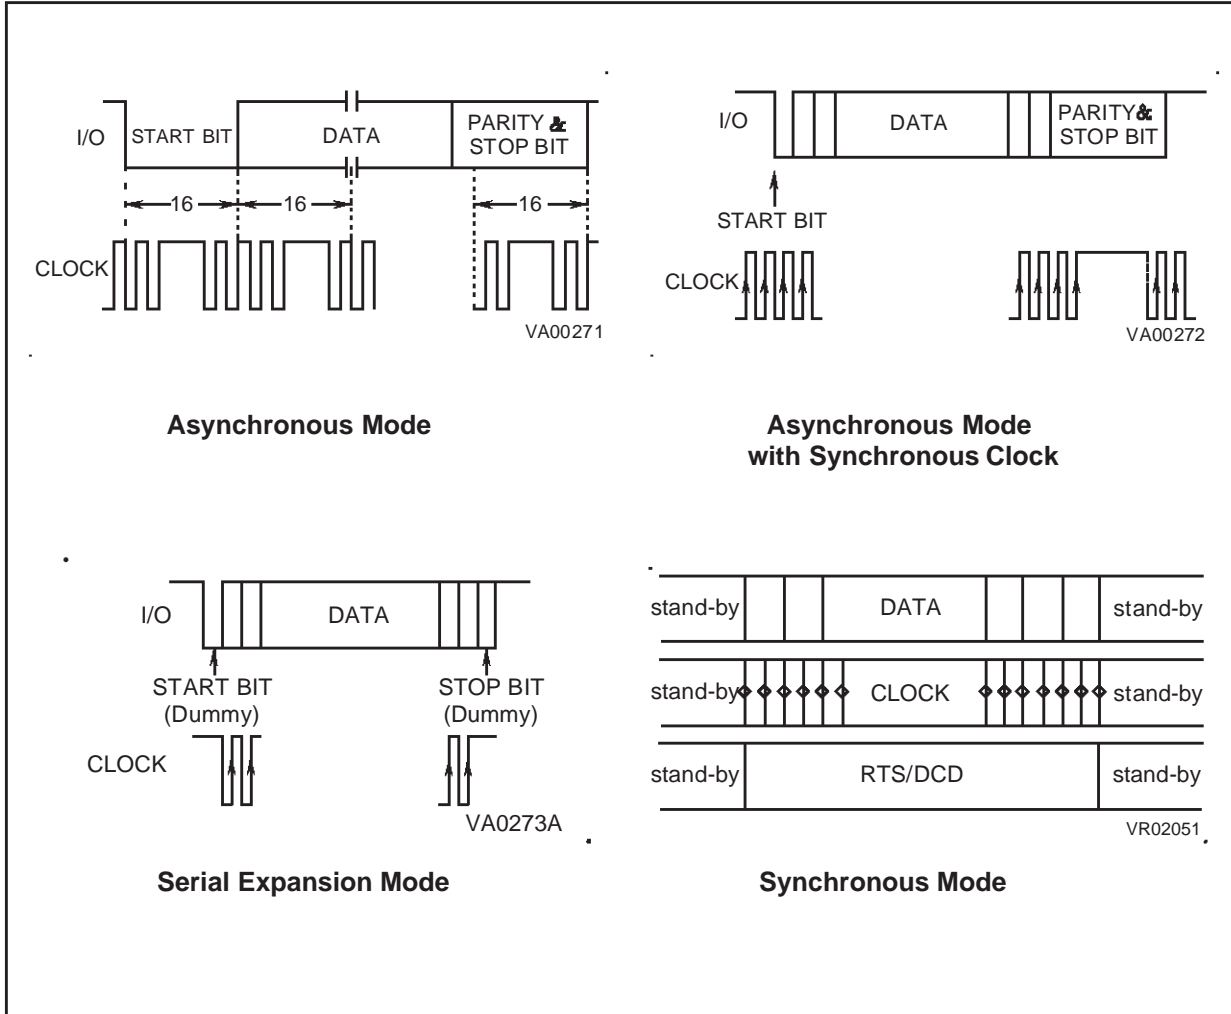 I/O
START BIT
DATA
PARITY &
STOP BIT
16
16
16
CLOCK
VA00271
Asynchronous Mode
I/O
DATA
PARITY&
STOP BIT
START BIT
CLOCK
VA00272
Asynchronous Mode
with Synchronous Clock
I/O
DATA
START BIT
(Dummy)
STOP BIT
(Dummy)
CLOCK
VA0273A
Serial Expansion Mode
stand-by
DATA
stand-by
stand-by
CLOCK
stand-by
stand-by
RTS/DCD
stand-by
VR02051
Synchronous Mode